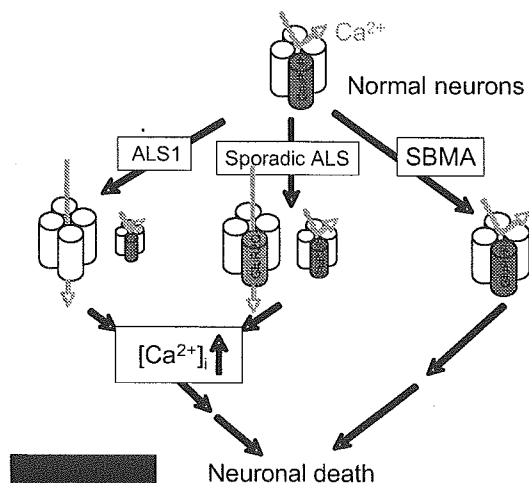 Ca²⁺
Normal neurons
ALS1
Sporadic ALS
SBMA
[Ca²⁺]ᵢ
Neuronal death